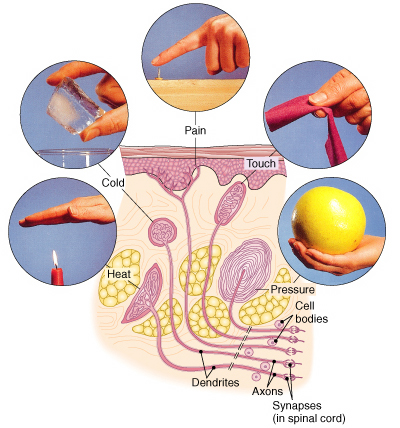 Pain
Touch
Cold
Heat
Pressure
Cell
bodies
Dendrites
Axons
Synapses
(in spinal cord)